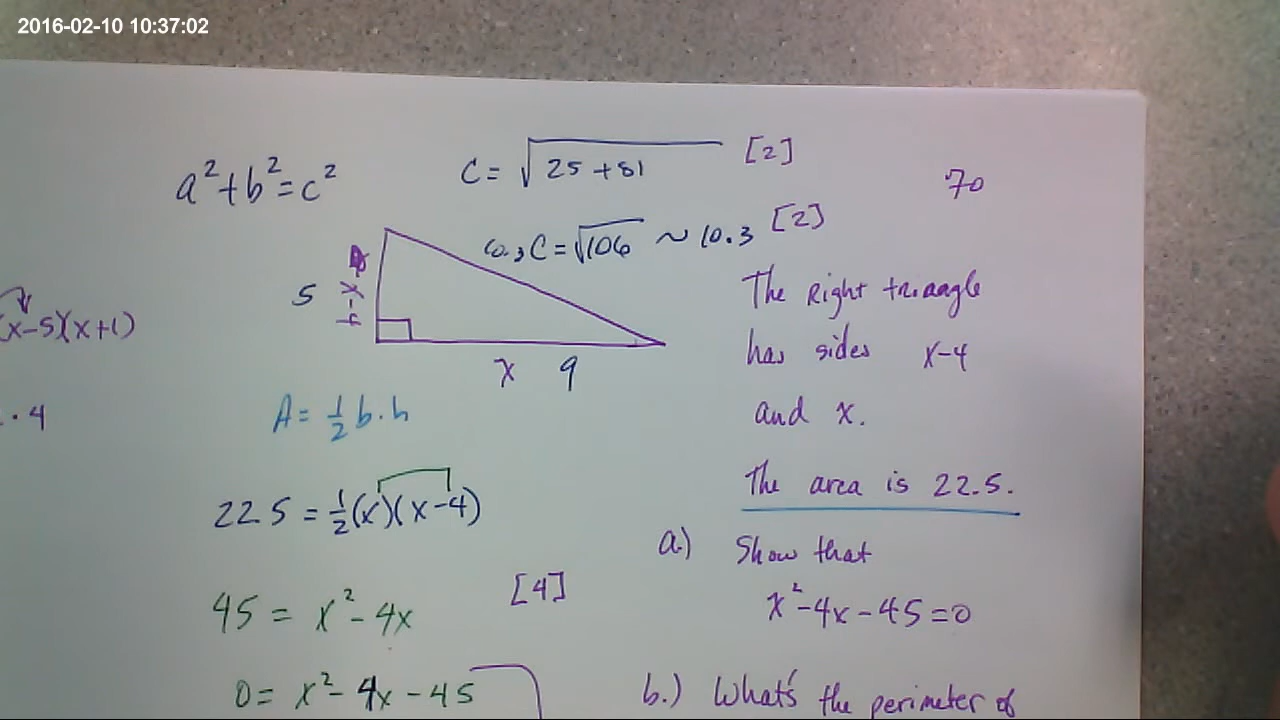 2016-02-10 10:37:02
a²+b²=c²
C= √25+81 [2]
70
C=√106 ~ 10.3 [2]
5
x-4
x 9
(x-5)(x+1)
. 4
The Right triangle
has sides x-4
and x.
The area is 22.5.
A= ½ b.h
22.5 = ½(x)(x-4)
45 = x²-4x [4]
0= x²-4x-45
a.) Show that
x²-4x-45=0
b.) What's the perimeter of